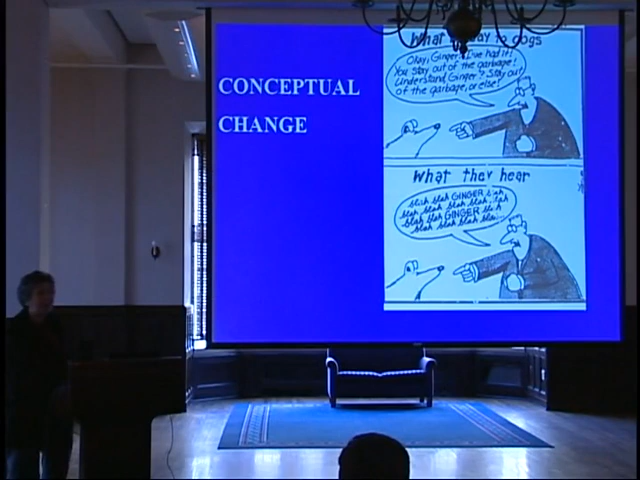 CONCEPTUAL
CHANGE
What say to dogs
Okay, Ginger! I've had it!
You stay out of the garbage!
Understand, Ginger? Stay out
of the garbage, or else!
What they hear
blah blah GINGER blah
blah blah blah blah blah
blah blah GINGER blah
blah blah blah blah...